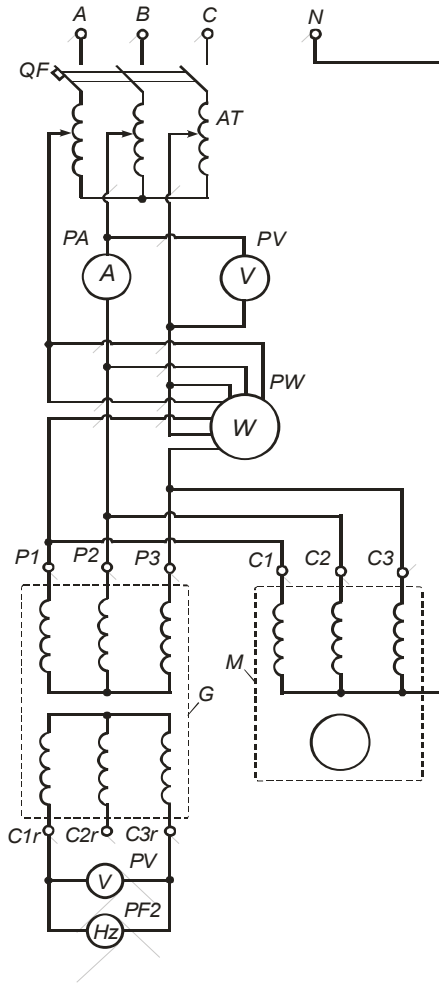 A B C N
QF
AT
PA PV
A V
PW
W
P1 P2 P3 C1 C2 C3
M
G
C1r C2r C3r
PV
V
PF2
Hz